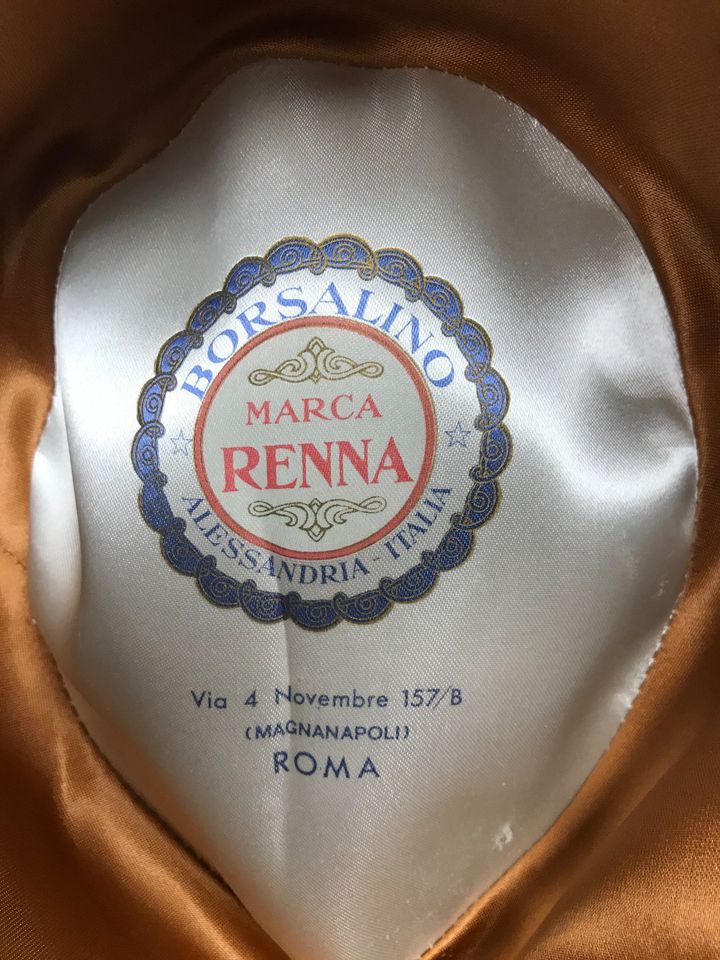 BORSALINO
MARCA
RENNA
ALESSANDRIA - ITALIA
Via 4 Novembre 157/B
(MAGNANAPOLI)
ROMA